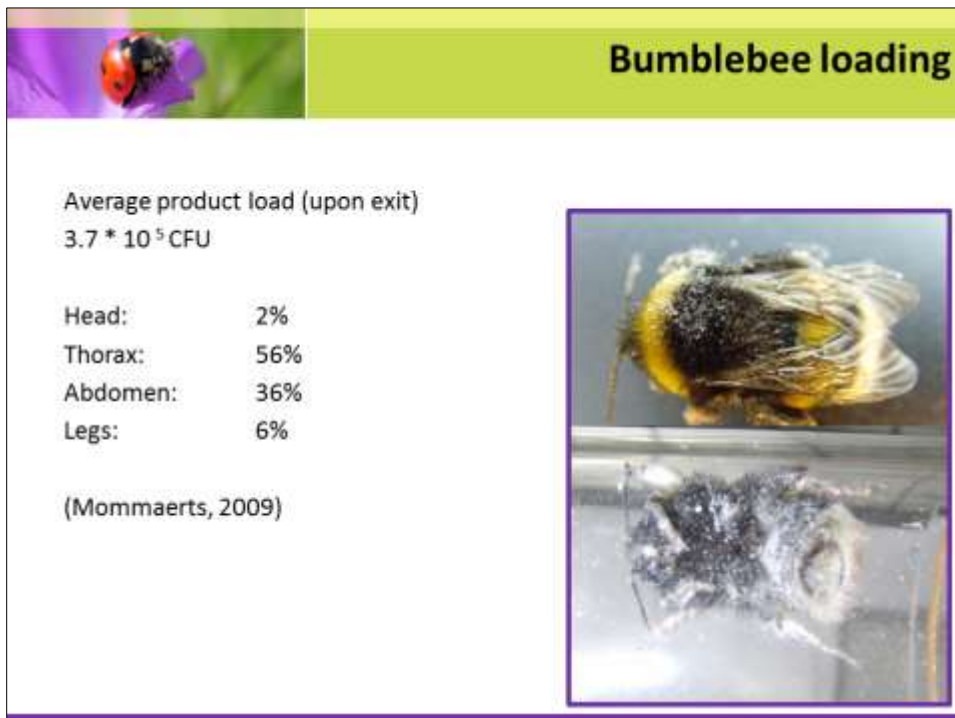 Bumblebee loading
Average product load (upon exit)
3.7 * 10 ⁵ CFU
Head: 2%
Thorax: 56%
Abdomen: 36%
Legs: 6%
(Mommaerts, 2009)